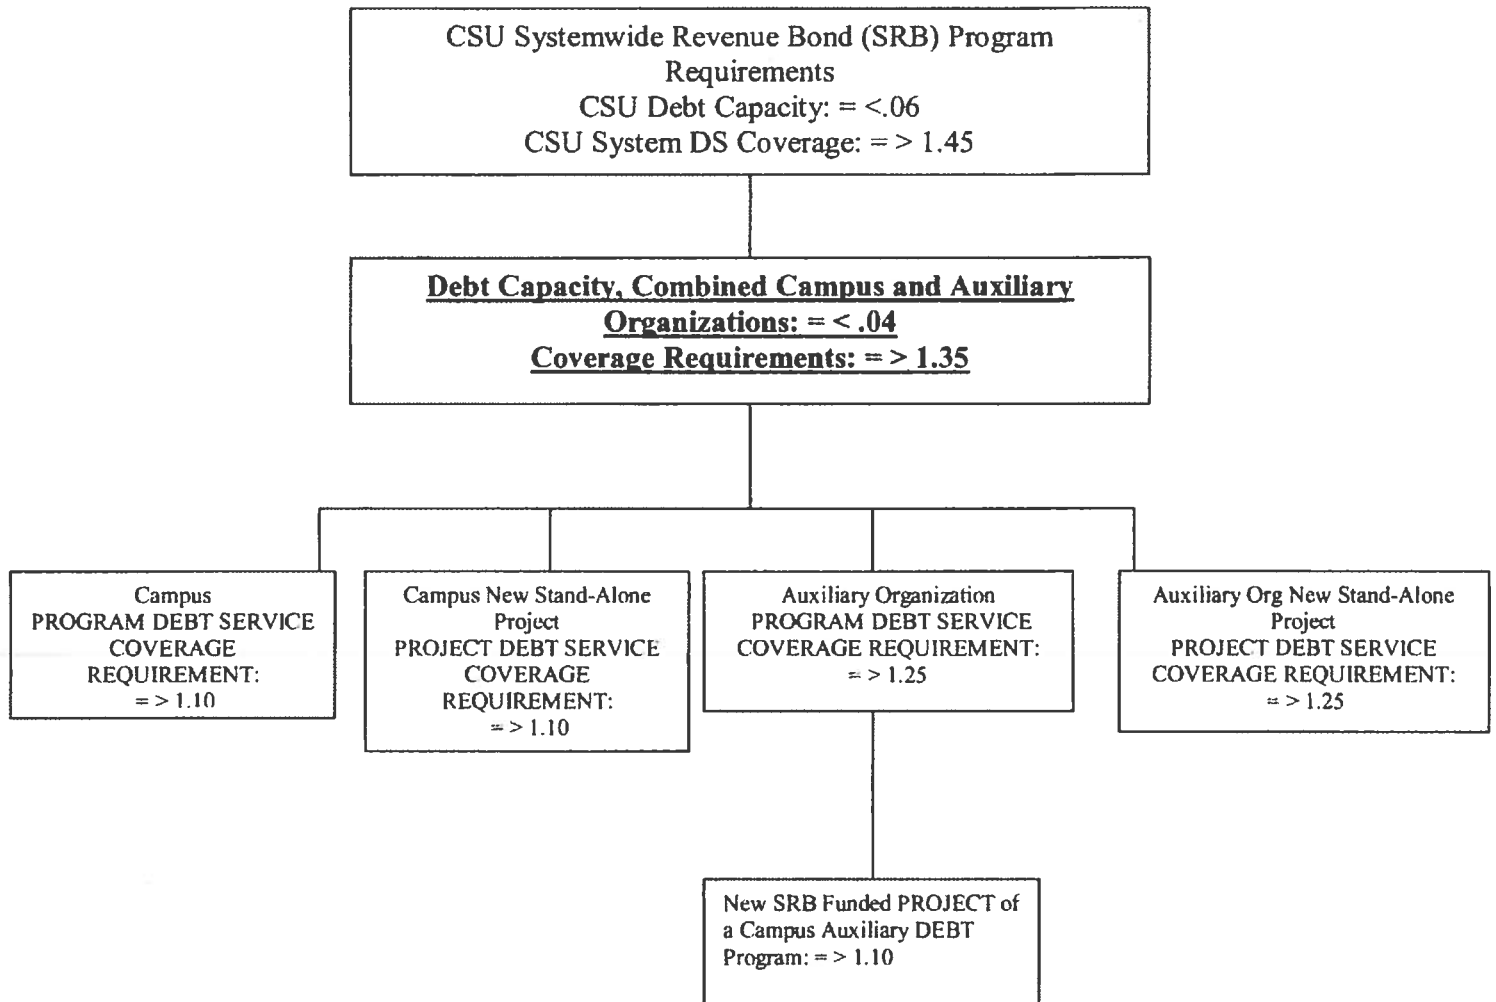 CSU Systemwide Revenue Bond (SRB) Program
Requirements
CSU Debt Capacity: = <.06
CSU System DS Coverage: = > 1.45
Debt Capacity, Combined Campus and Auxiliary
Organizations: = < .04
Coverage Requirements: = > 1.35
Campus
PROGRAM DEBT SERVICE
COVERAGE
REQUIREMENT:
= > 1.10
Campus New Stand-Alone
Project
PROJECT DEBT SERVICE
COVERAGE
REQUIREMENT:
= > 1.10
Auxiliary Organization
PROGRAM DEBT SERVICE
COVERAGE REQUIREMENT:
= > 1.25
Auxiliary Org New Stand-Alone
Project
PROJECT DEBT SERVICE
COVERAGE REQUIREMENT:
= > 1.25
New SRB Funded PROJECT of
a Campus Auxiliary DEBT
Program: = > 1.10